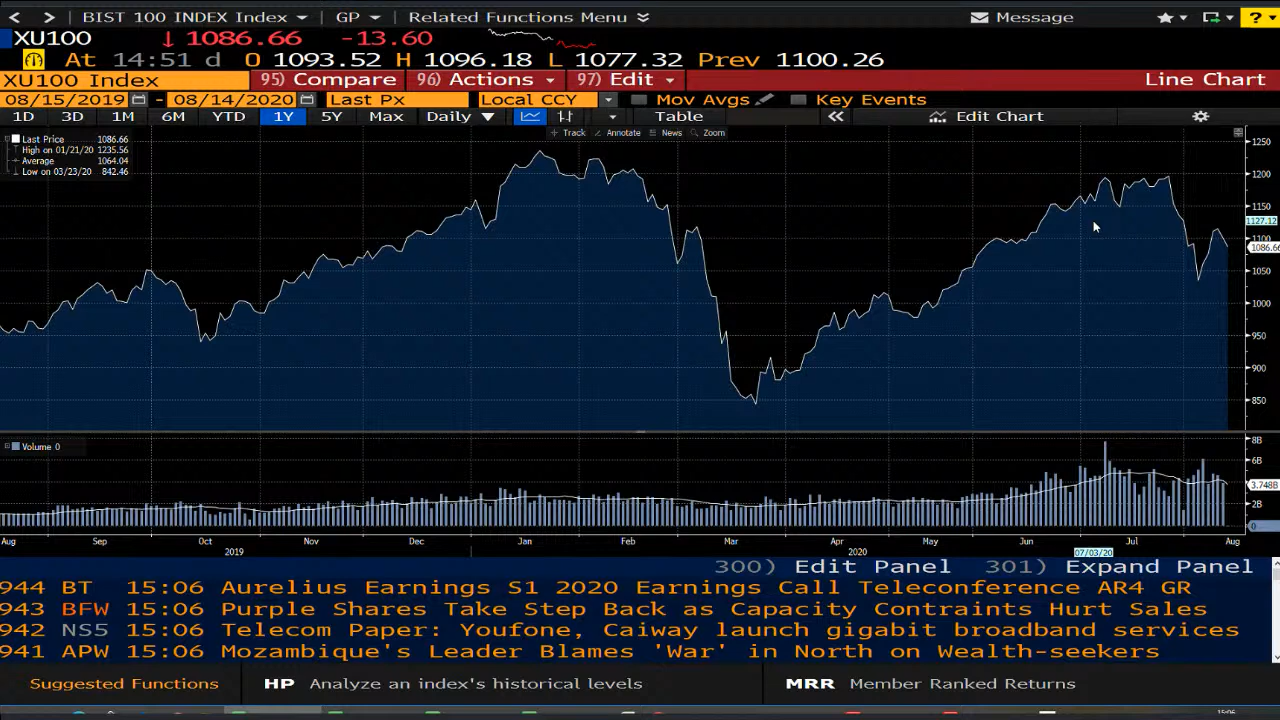 BIST 100 INDEX Index GP Related Functions Menu Message ?
XU100 ↓ 1086.66 -13.60
At 14:51 d O 1093.52 H 1096.18 L 1077.32 Prev 1100.26
XU100 Index 95) Compare 96) Actions 97) Edit Line Chart
08/15/2019 - 08/14/2020 Last Px Local CCY Mov Avgs Key Events
1D 3D 1M 6M YTD 1Y 5Y Max Daily ▼ Table « Edit Chart
Track Annotate News Zoom
Last Price 1086.66
High on 01/21/20 1235.56
Average 1064.04
Low on 03/23/20 842.46
1250
1200
1150
1127.12
1100
1086.66
1050
1000
950
900
850
Volume 0
8B
6B
3.748B
2B
0
Aug Sep Oct Nov Dec Jan Feb Mar Apr May Jun Jul Aug
2019 2020 07/03/20
300) Edit Panel 301) Expand Panel
944 BT 15:06 Aurelius Earnings S1 2020 Earnings Call Teleconference AR4 GR
943 BFW 15:06 Purple Shares Take Step Back as Capacity Contraints Hurt Sales
942 NS5 15:06 Telecom Paper: Youfone, Caiway launch gigabit broadband services
941 APW 15:06 Mozambique's Leader Blames 'War' in North on Wealth-seekers
Suggested Functions HP Analyze an index's historical levels MRR Member Ranked Returns
15:06